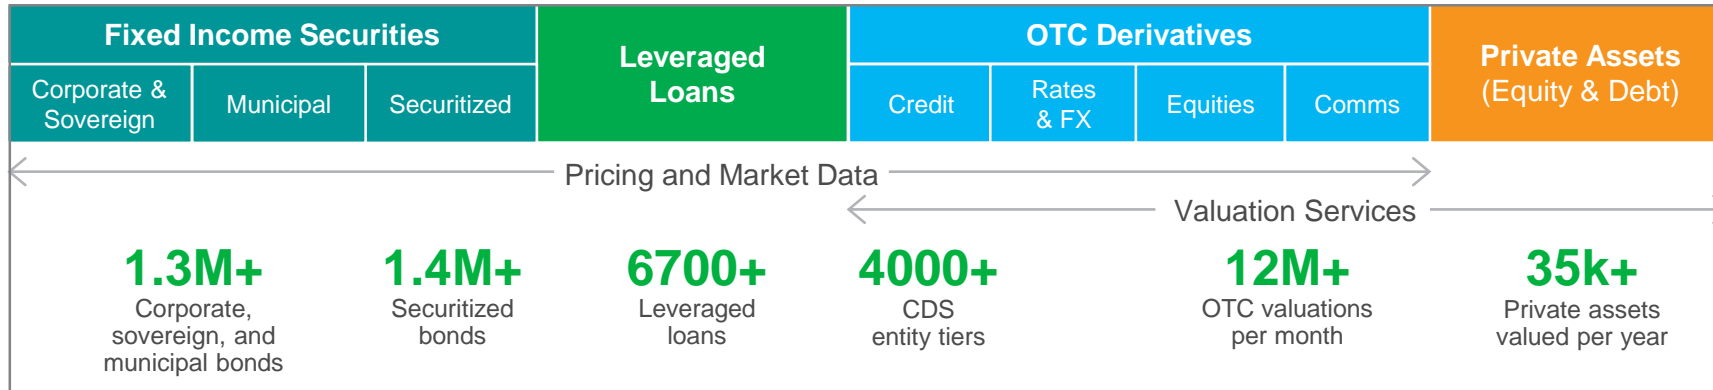 Fixed Income Securities
Corporate &
Sovereign
Municipal
Securitized
Leveraged
Loans
OTC Derivatives
Credit
Rates
& FX
Equities
Comms
Private Assets
(Equity & Debt)
Pricing and Market Data
Valuation Services
1.3M+
Corporate,
sovereign, and
municipal bonds
1.4M+
Securitized
bonds
6700+
Leveraged
loans
4000+
CDS
entity tiers
12M+
OTC valuations
per month
35k+
Private assets
valued per year